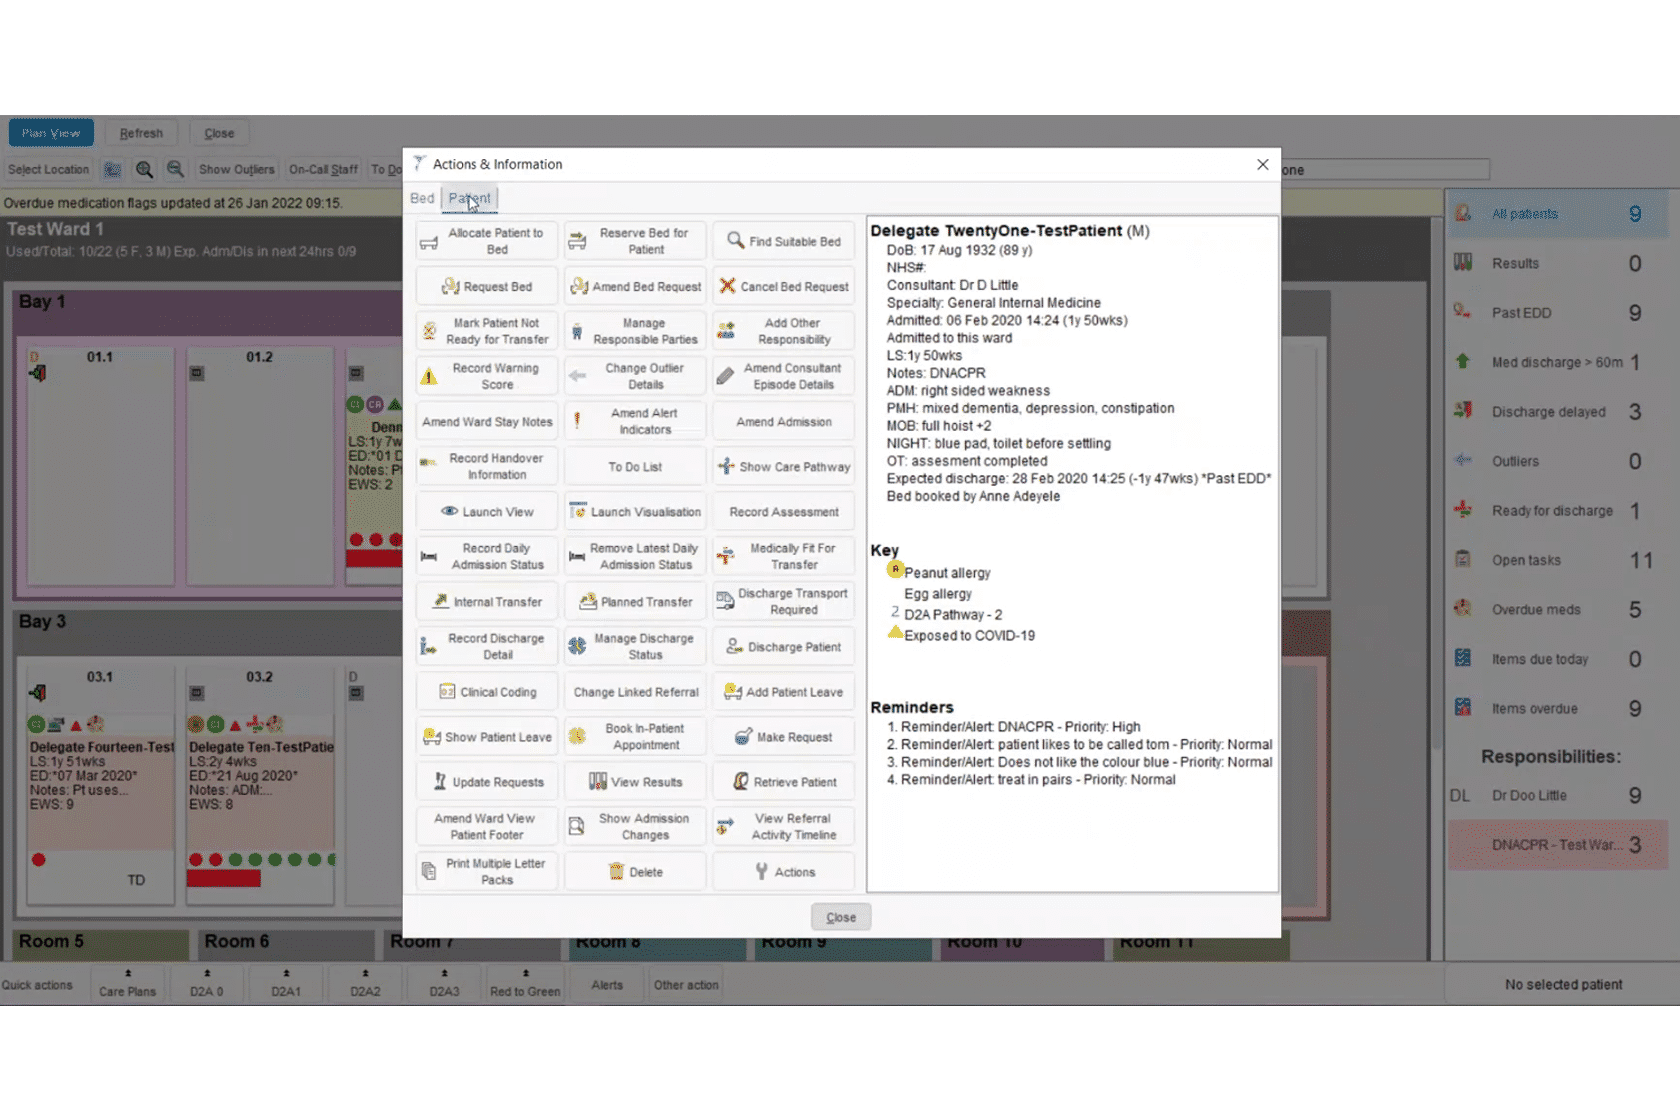 Plan View
Refresh
Close
Select Location
Show Outliers
On-Call Staff
To Do
one
Overdue medication flags updated at 26 Jan 2022 09:15.
Test Ward 1
Used/Total: 10/22 (5 F, 3 M) Exp. Adm/Dis in next 24hrs 0/9
Bay 1
D
01.1
01.2
C1
CR
Denn
LS:1y 7w
ED:*01 D
Notes: P
EWS: 2
Bay 3
03.1
03.2
D
Delegate Fourteen-Test
LS:1y 51wks
ED:*07 Mar 2020*
Notes: Pt uses...
EWS: 9
TD
Delegate Ten-TestPatie
LS:2y 4wks
ED:*21 Aug 2020*
Notes: ADM:...
EWS: 8
Room 5
Room 6
Room 7
Room 8
Room 9
Room 10
Room 11
Quick actions
Care Plans
D2A 0
D2A1
D2A2
D2A3
Red to Green
Alerts
Other action
No selected patient
Actions & Information
Bed
Patient
Allocate Patient to
Bed
Reserve Bed for
Patient
Find Suitable Bed
Request Bed
Amend Bed Request
Cancel Bed Request
Mark Patient Not
Ready for Transfer
Manage
Responsible Parties
Add Other
Responsibility
Record Warning
Score
Change Outlier
Details
Amend Consultant
Episode Details
Amend Ward Stay Notes
Amend Alert
Indicators
Amend Admission
Record Handover
Information
To Do List
Show Care Pathway
Launch View
Launch Visualisation
Record Assessment
Record Daily
Admission Status
Remove Latest Daily
Admission Status
Medically Fit For
Transfer
Internal Transfer
Planned Transfer
Discharge Transport
Required
Record Discharge
Detail
Manage Discharge
Status
Discharge Patient
Clinical Coding
Change Linked Referral
Add Patient Leave
Show Patient Leave
Book In-Patient
Appointment
Make Request
Update Requests
View Results
Retrieve Patient
Amend Ward View
Patient Footer
Show Admission
Changes
View Referral
Activity Timeline
Print Multiple Letter
Packs
Delete
Actions
Close
Delegate TwentyOne-TestPatient (M)
DoB: 17 Aug 1932 (89 y)
NHS#:
Consultant: Dr D Little
Specialty: General Internal Medicine
Admitted: 06 Feb 2020 14:24 (1y 50wks)
Admitted to this ward
LS:1y 50wks
Notes: DNACPR
ADM: right sided weakness
PMH: mixed dementia, depression, constipation
MOB: full hoist +2
NIGHT: blue pad, toilet before settling
OT: assesment completed
Expected discharge: 28 Feb 2020 14:25 (-1y 47wks) *Past EDD*
Bed booked by Anne Adeyele
Key
A Peanut allergy
Egg allergy
2 D2A Pathway - 2
Exposed to COVID-19
Reminders
1. Reminder/Alert: DNACPR - Priority: High
2. Reminder/Alert: patient likes to be called tom - Priority: Normal
3. Reminder/Alert: Does not like the colour blue - Priority: Normal
4. Reminder/Alert: treat in pairs - Priority: Normal
All patients 9
Results 0
Past EDD 9
Med discharge > 60m 1
Discharge delayed 3
Outliers 0
Ready for discharge 1
Open tasks 11
Overdue meds 5
Items due today 0
Items overdue 9
Responsibilities:
DL Dr Doo Little 9
DNACPR - Test War... 3